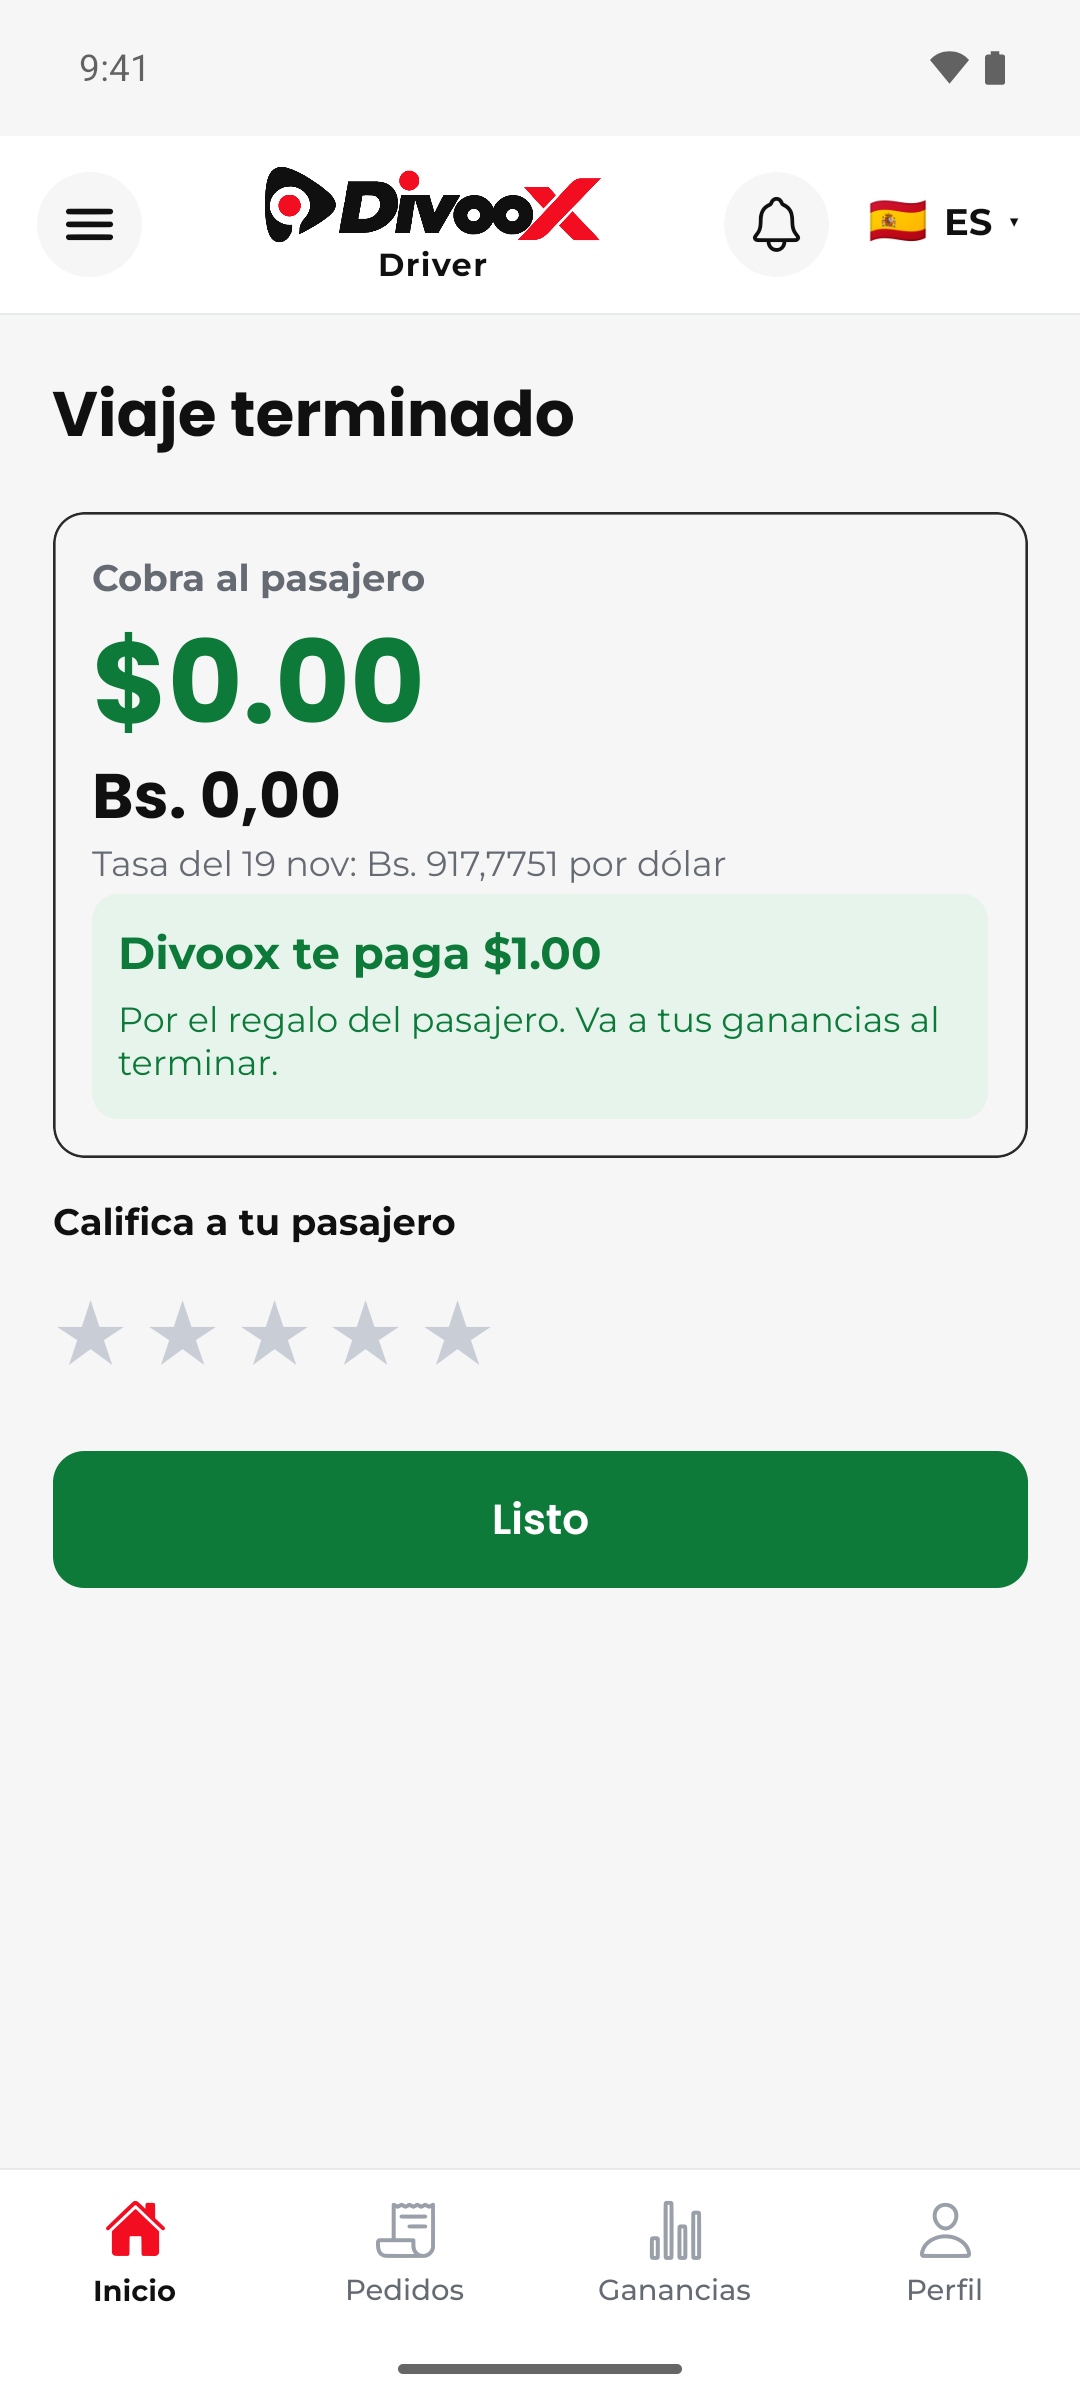 9:41
DivooX
Driver
ES
Viaje terminado
Cobra al pasajero
$0.00
Bs. 0,00
Tasa del 19 nov: Bs. 917,7751 por dólar
Divoox te paga $1.00
Por el regalo del pasajero. Va a tus ganancias al
terminar.
Califica a tu pasajero
Listo
Inicio
Pedidos
Ganancias
Perfil